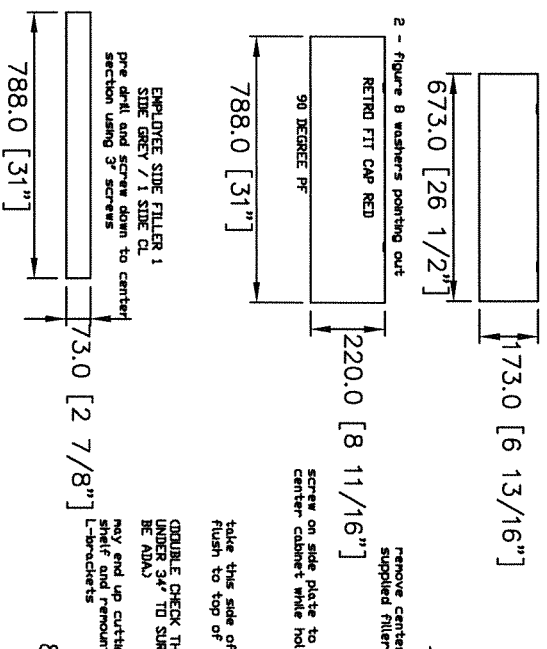 173.0 [6 13/16"]
673.0 [26 1/2"]
2 - figure 8 washers pointing out
RETRO FIT CAP RED
220.0 [8 11/16"]
90 DEGREE PF
788.0 [31"]
EMPLOYEE SIDE FILLER 1
SIDE GREY / 1 SIDE CL
pre drill and screw down to center
section using 3" screws
73.0 [2 7/8"]
788.0 [31"]
remove center
supplied filler
screw on side plate to
center cabinet while hol
take this side of
flush to top of
(DOUBLE CHECK TH
UNDER 34" TO SUR
BE ADA.)
may end up cutti
shelf and remoun
L-brackets
8